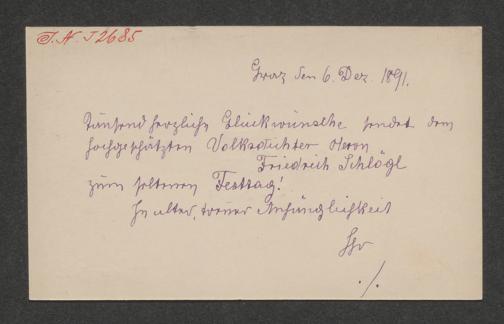 I. N. J 2685
Graz den 6. Dez. 1891.
Tausend herzliche Glückwünsche sendet dem
hochgeschätzten Volksdichter Herrn
Friedrich Schlögl
zum seltenen Festtag!
In alter, treuer Anhänglichkeit
Ihr
./.